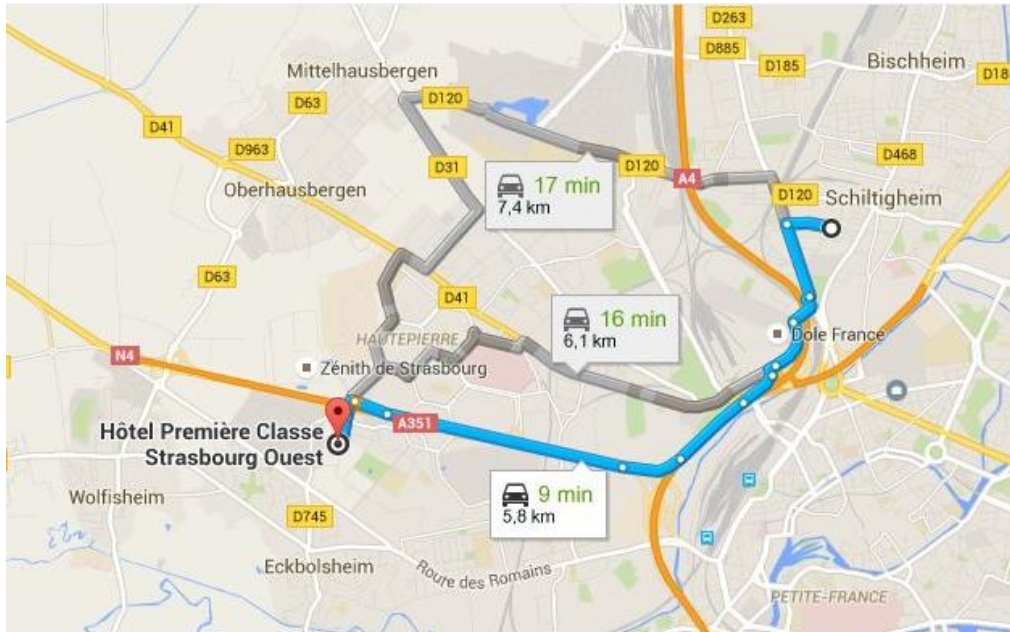 D263
D885
Bischheim
Mittelhausbergen
D185
D63
D120
D41
D468
D963
D31
D120
17 min
7,4 km
A4
Oberhausbergen
D120
Schiltigheim
D63
D41
16 min
6,1 km
HAUTEPIERRE
Dole France
N4
Zénith de Strasbourg
Hôtel Première Classe
Strasbourg Ouest
A351
9 min
5,8 km
Wolfisheim
D745
Eckbolsheim
Route des Romains
PETITE-FRANCE